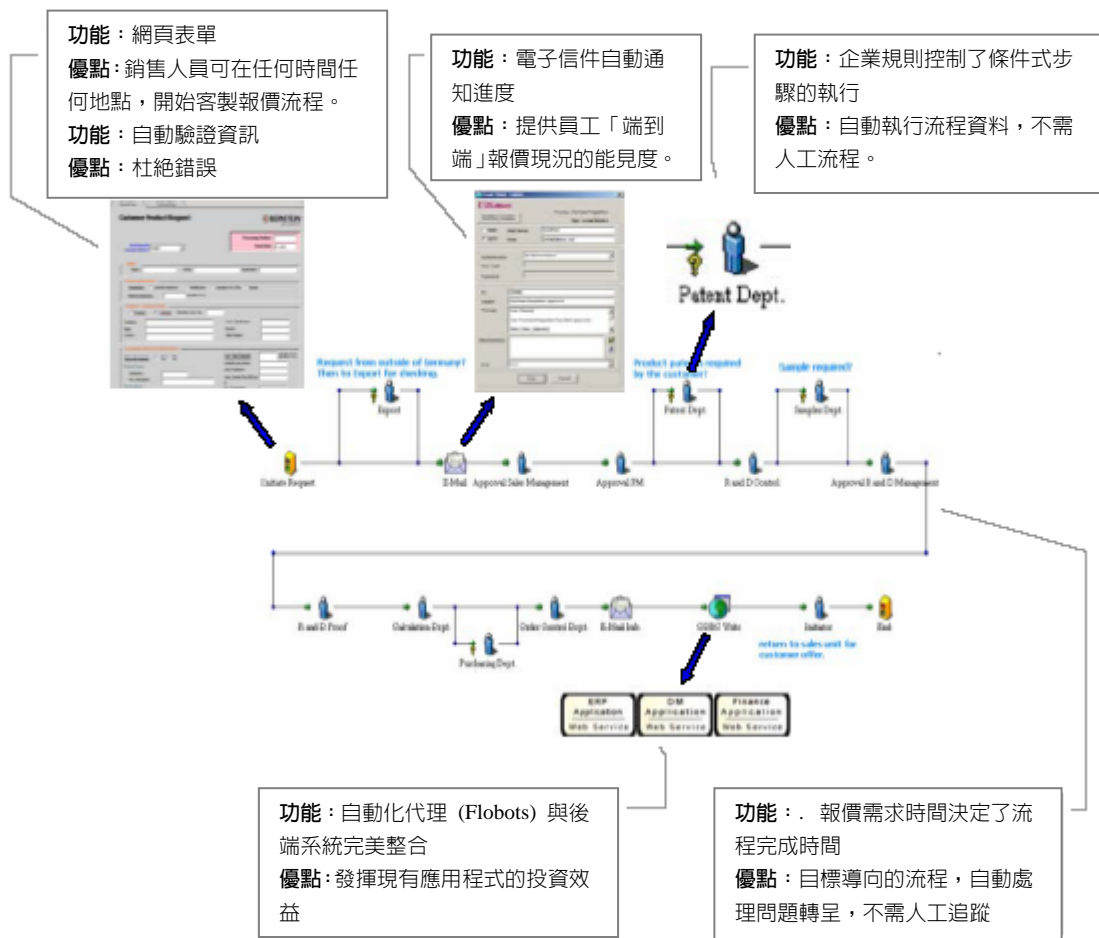 功能：網頁表單
優點：銷售人員可在任何時間任
何地點，開始客製報價流程。
功能：自動驗證資訊
優點：杜絕錯誤
功能：電子信件自動通
知進度
優點：提供員工「端到
端」報價現況的能見度。
功能：企業規則控制了條件式步
驟的執行
優點：自動執行流程資料，不需
人工流程。
Customer Product Request
Patent Dept.
Request from outside of Germany?
Then to Export for checking.
Product patent required
by the customer?
Sample required?
Export
Patent Dept.
Samples Dept.
Initiate Request
E-Mail
Approval Sales Management
Approval PM
R and D Control
Approval R and D Management
R and D Proof
Calculation Dept.
Order Control Dept.
E-Mail Info
Write
Initiator
End
Purchasing Dept.
return to sales unit for
customer offer.
ERP
Application
Web Service
Application
Web Service
Finance
Application
Web Service
功能：自動化代理 (Flobots) 與後
端系統完美整合
優點：發揮現有應用程式的投資效
益
功能：. 報價需求時間決定了流
程完成時間
優點：目標導向的流程，自動處
理問題轉呈，不需人工追蹤